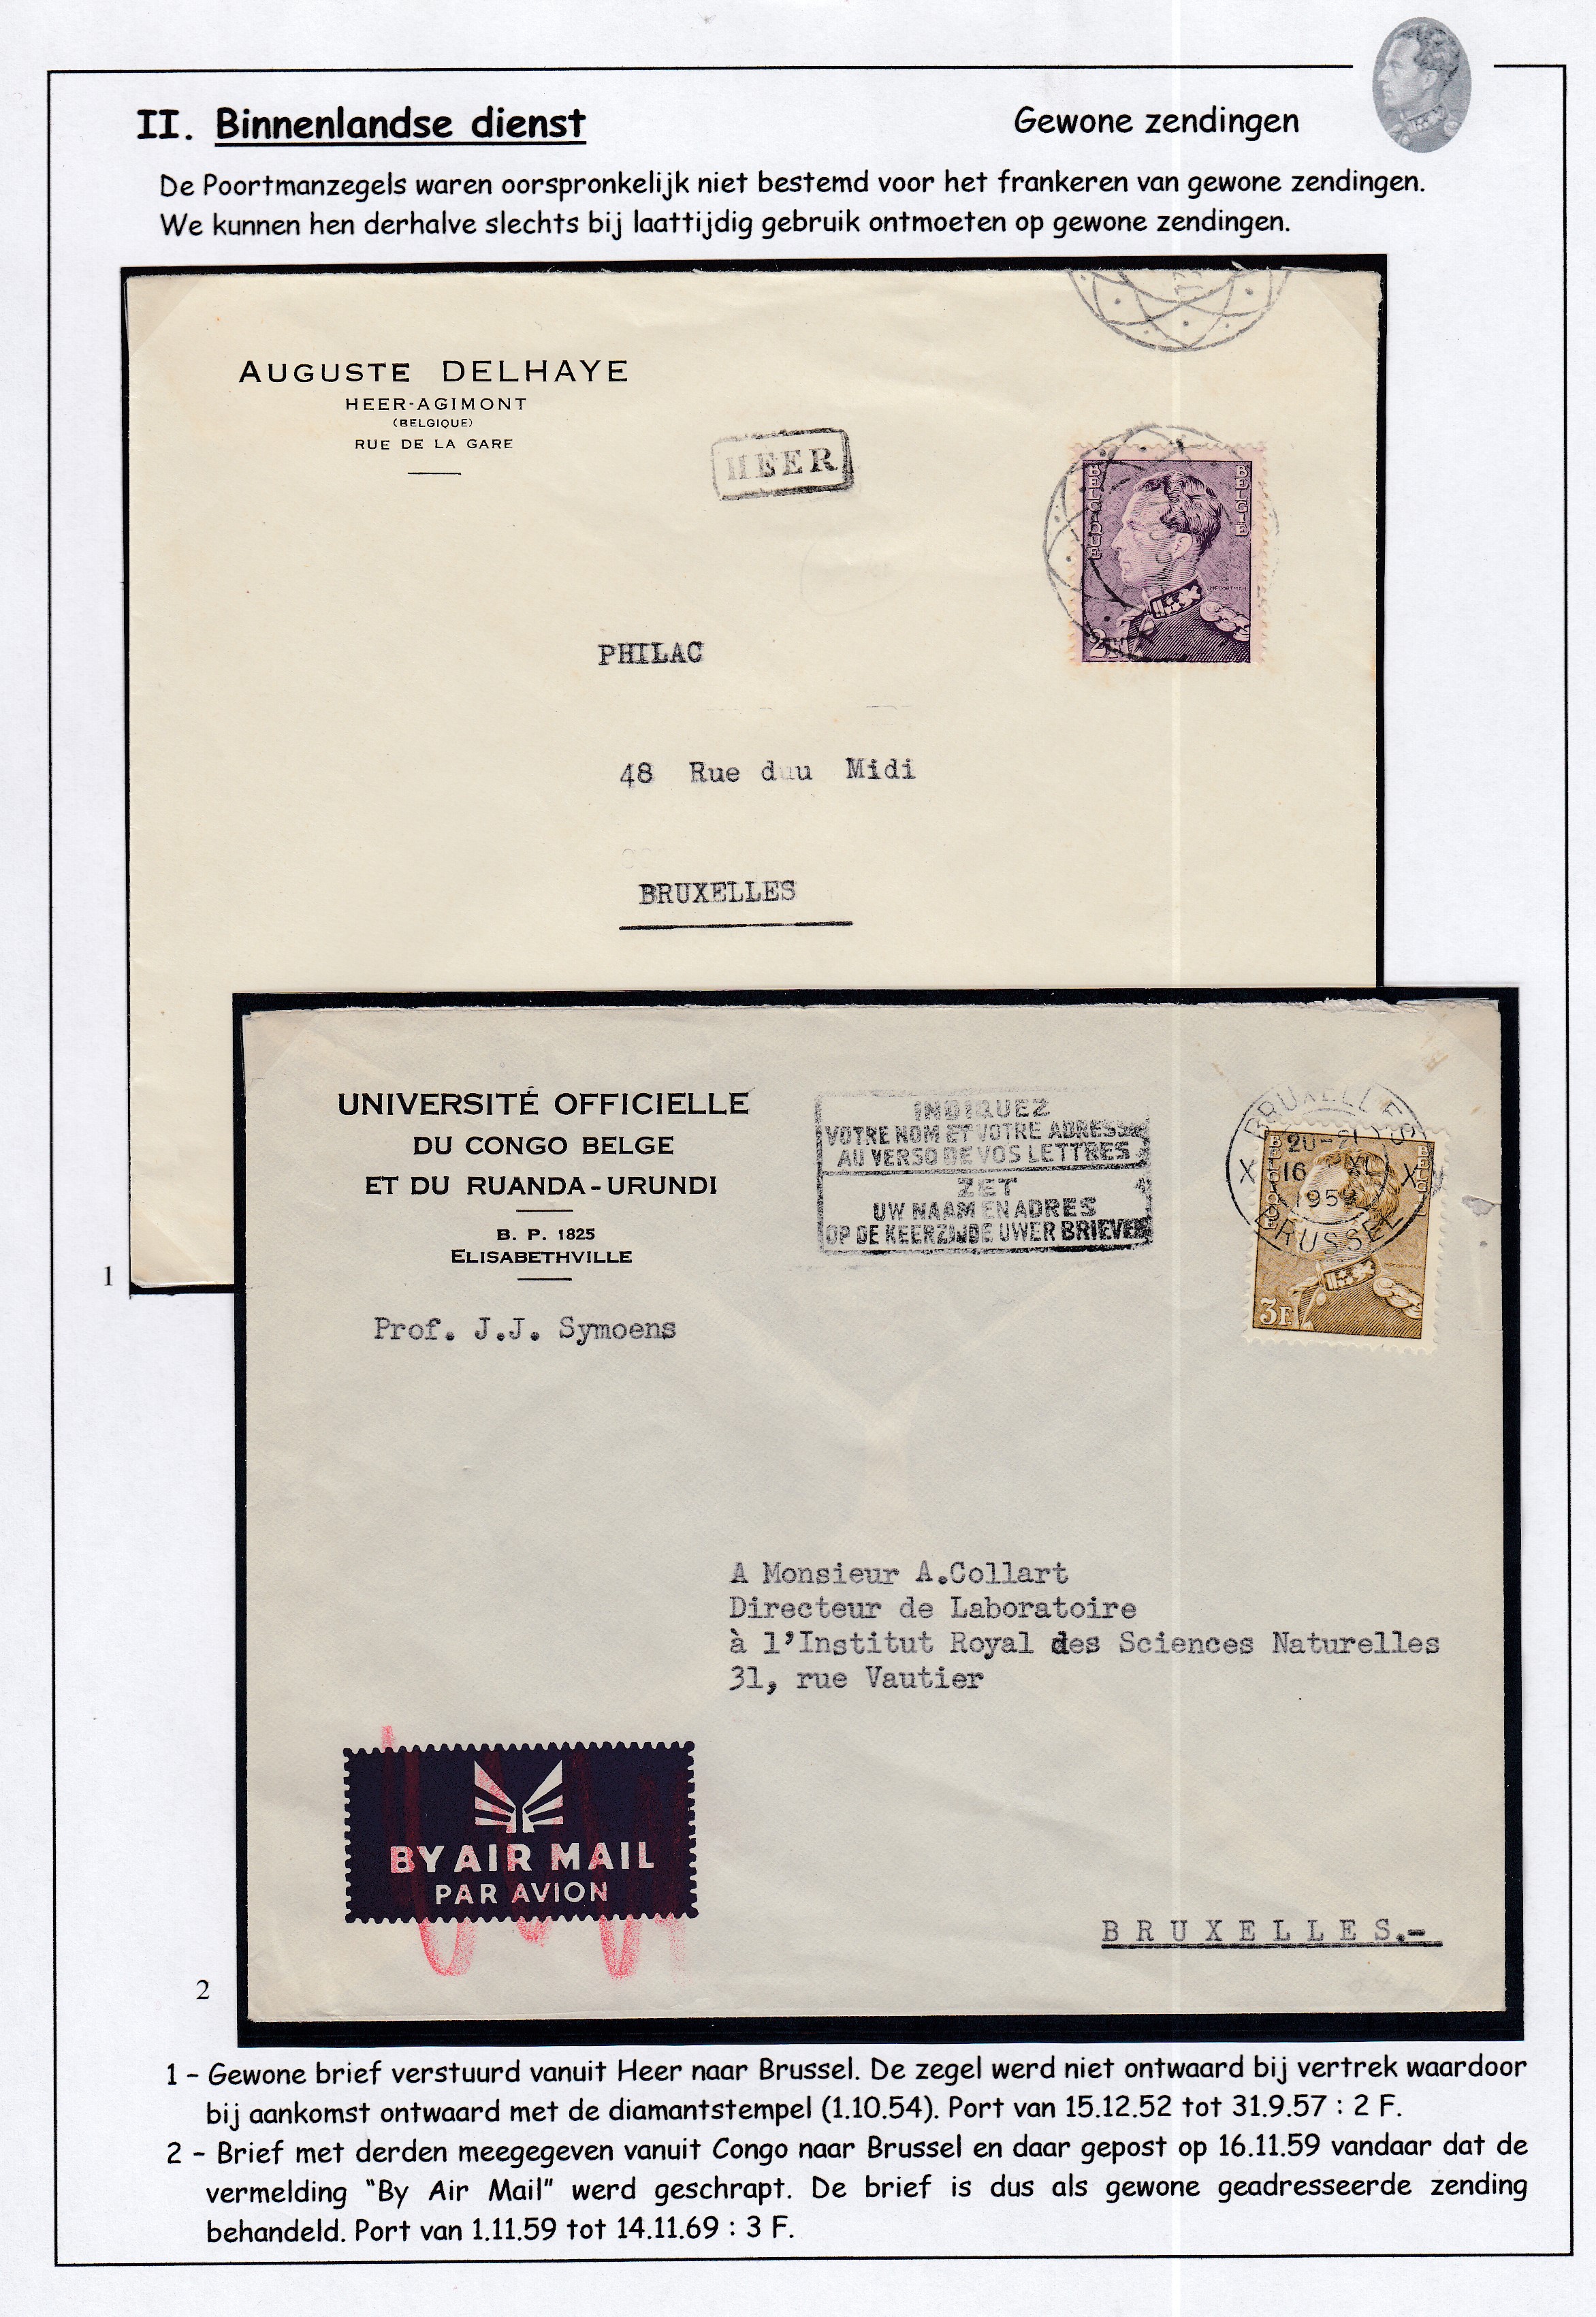 II. Binnenlandse dienst
Gewone zendingen
De Poortmanzegels waren oorspronkelijk niet bestemd voor het frankeren van gewone zendingen.
We kunnen hen derhalve slechts bij laattijdig gebruik ontmoeten op gewone zendingen.
AUGUSTE DELHAYE
HEER-AGIMONT
(BELGIQUE)
RUE DE LA GARE
HEER
BELGIQUE
BELGIË
2F
PHILAC
48 Rue duu Midi
BRUXELLES
1
UNIVERSITÉ OFFICIELLE
DU CONGO BELGE
ET DU RUANDA-URUNDI
B. P. 1825
ELISABETHVILLE
Prof. J.J. Symoens
INDIQUEZ
VOTRE NOM ET VOTRE ADRESSE
AU VERSO DE VOS LETTRES
ZET
UW NAAM EN ADRES
OP DE KEERZIJDE UWER BRIEVEN
BRUXELLES
20-21
X 16 XI X
1959
BRUSSEL
3F
A Monsieur A.Collart
Directeur de Laboratoire
à l'Institut Royal des Sciences Naturelles
31, rue Vautier
BY AIR MAIL
PAR AVION
BRUXELLES.-
2
1 – Gewone brief verstuurd vanuit Heer naar Brussel. De zegel werd niet ontwaard bij vertrek waardoor
bij aankomst ontwaard met de diamantstempel (1.10.54). Port van 15.12.52 tot 31.9.57 : 2 F.
2 – Brief met derden meegegeven vanuit Congo naar Brussel en daar gepost op 16.11.59 vandaar dat de
vermelding "By Air Mail" werd geschrapt. De brief is dus als gewone geadresseerde zending
behandeld. Port van 1.11.59 tot 14.11.69 : 3 F.